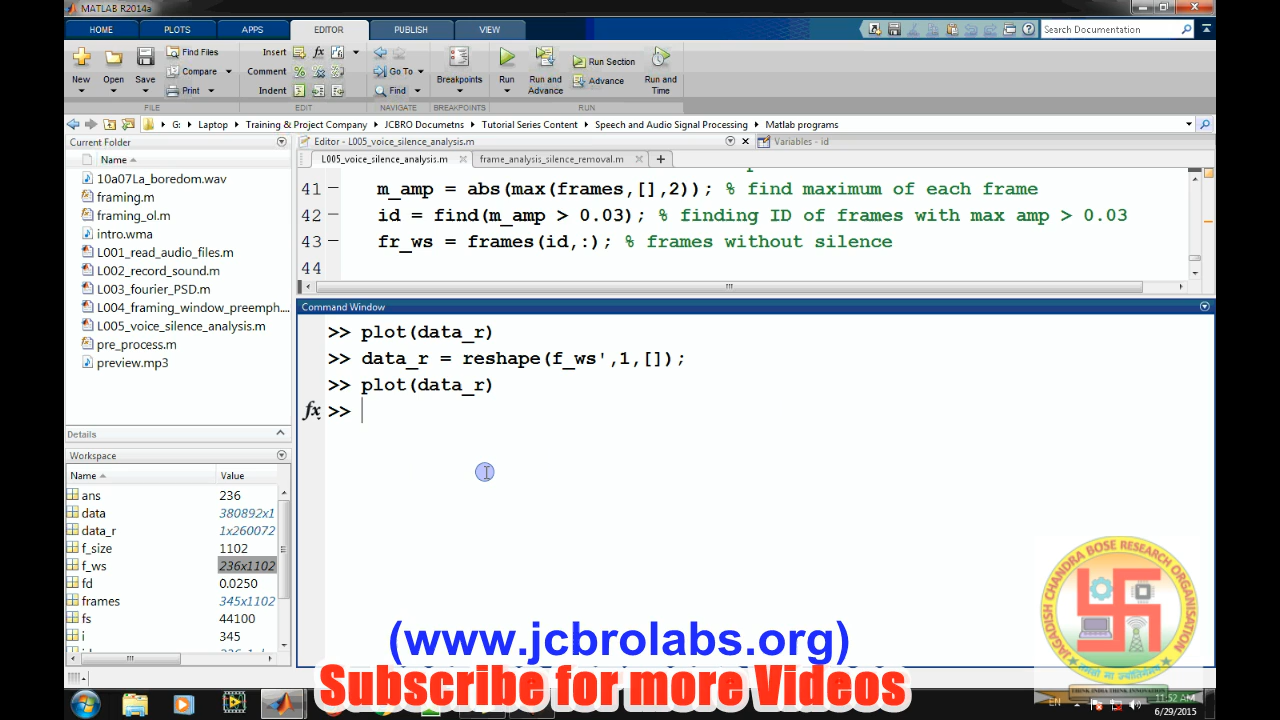 MATLAB R2014a
HOME PLOTS APPS EDITOR PUBLISH VIEW
Search Documentation
New Open Save Find Files Compare Print
Insert Comment Indent
Go To Find
Breakpoints
Run Run and Advance Run Section Advance Run and Time
FILE EDIT NAVIGATE BREAKPOINTS RUN
G: Laptop Training & Project Company JCBRO Documetns Tutorial Series Content Speech and Audio Signal Processing Matlab programs
Current Folder
Name
10a07La_boredom.wav
framing.m
framing_ol.m
intro.wma
L001_read_audio_files.m
L002_record_sound.m
L003_fourier_PSD.m
L004_framing_window_preemph....
L005_voice_silence_analysis.m
pre_process.m
preview.mp3
Details
Workspace
Name Value
ans 236
data 380892x1
data_r 1x260072
f_size 1102
f_ws 236x1102
fd 0.0250
frames 345x1102
fs 44100
i 345
Editor - L005_voice_silence_analysis.m
Variables - id
L005_voice_silence_analysis.m frame_analysis_silence_removal.m
41 m_amp = abs(max(frames,[],2)); % find maximum of each frame
42 id = find(m_amp > 0.03); % finding ID of frames with max amp > 0.03
43 fr_ws = frames(id,:); % frames without silence
44
Command Window
>> plot(data_r)
>> data_r = reshape(f_ws',1,[]);
>> plot(data_r)
fx >>
(www.jcbrolabs.org)
Subscribe for more Videos
JAGADISH CHANDRA BOSE RESEARCH ORGANISATION
THINK INDIA THINK INNOVATION
EN
11:52 AM
6/29/2015